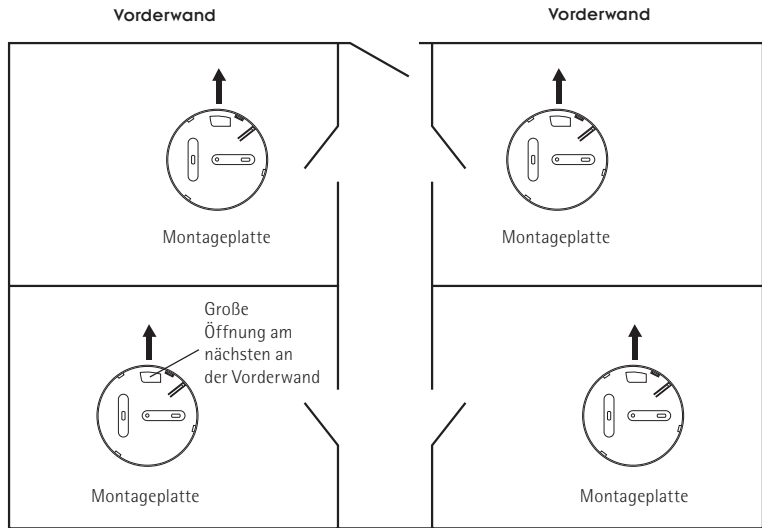 Vorderwand
Vorderwand
Montageplatte
Montageplatte
Große
Öffnung am
nächsten an
der Vorderwand
Montageplatte
Montageplatte